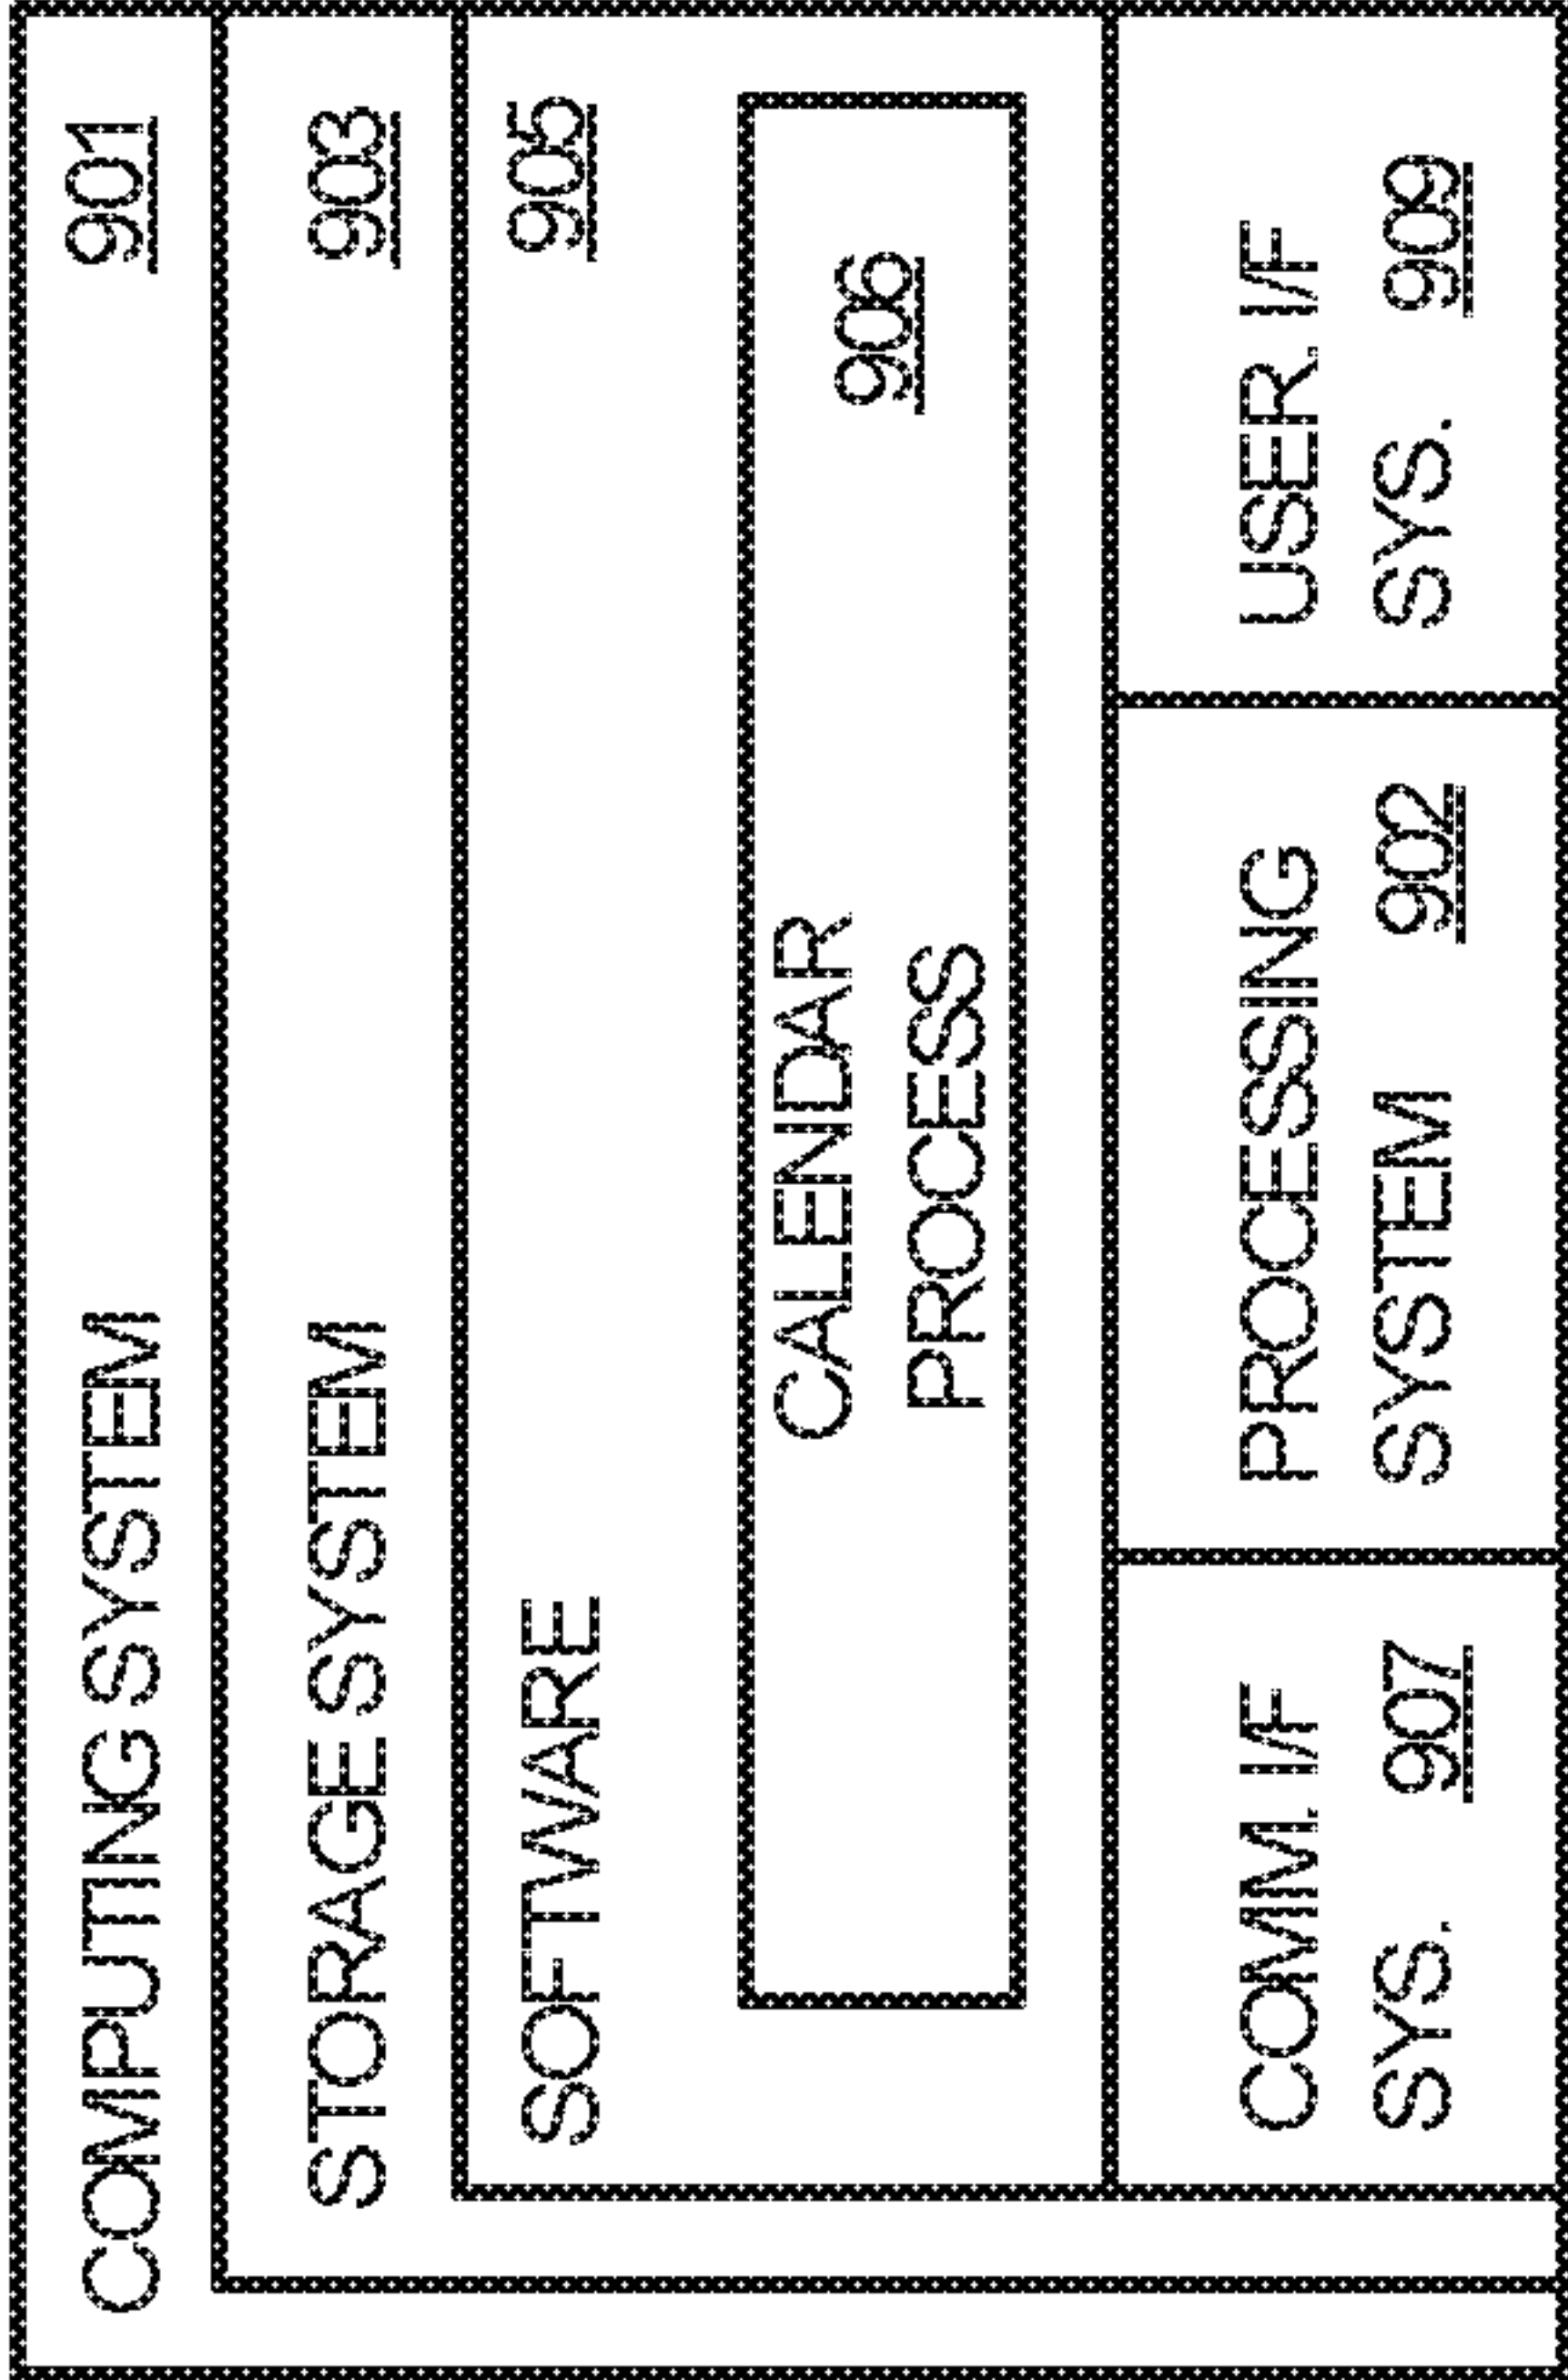 COMPUTING SYSTEM 901
STORAGE SYSTEM 903
SOFTWARE 905
CALENDAR
PROCESS
906
COMM. I/F
SYS. 907
PROCESSING
SYSTEM 902
USER I/F
SYS. 909